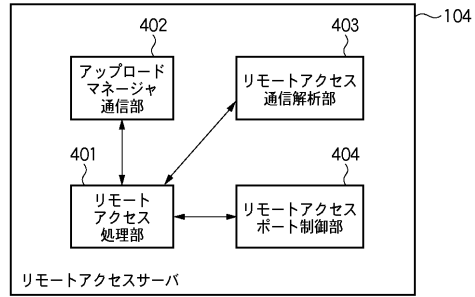 104
402
アップロード
マネージャ
通信部
403
リモートアクセス
通信解析部
401
リモート
アクセス
処理部
404
リモートアクセス
ポート制御部
リモートアクセスサーバ